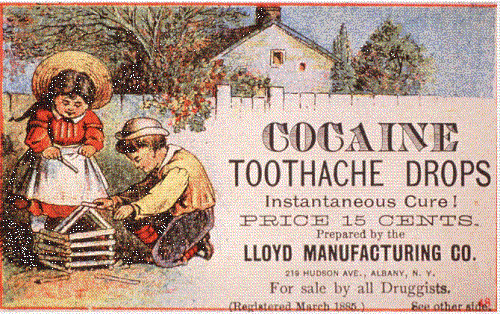 COCAINE
TOOTHACHE DROPS
Instantaneous Cure!
PRICE 15 CENTS.
Prepared by the
LLOYD MANUFACTURING CO.
219 HUDSON AVE., ALBANY, N. Y.
For sale by all Druggists.
(Registered March 1885.) See other side.